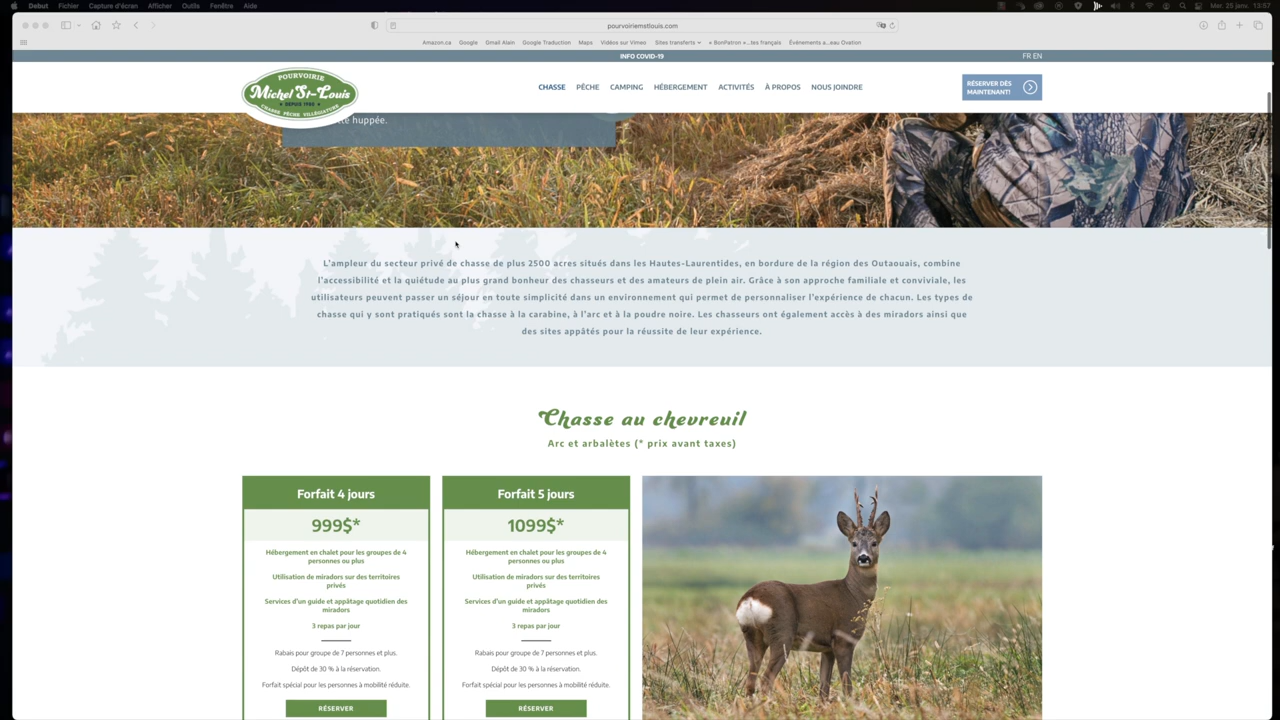 Debut Fichier Capture d'écran Afficher Outils Fenêtre Aide
Mer. 25 janv. 13:57
pourvoiriemstlouis.com
Amazon.ca Google Gmail Alain Google Traduction Maps Vidéos sur Vimeo Sites transferts « BonPatron «...tes français Événements a...eau Ovation
INFO COVID-19
FR EN
POURVOIRIE
Michel St-Louis
DEPUIS 1980
CHASSE PÊCHE VILLÉGIATURE
CHASSE PÊCHE CAMPING HÉBERGEMENT ACTIVITÉS À PROPOS NOUS JOINDRE
RÉSERVER DÈS
MAINTENANT!
huppée.
L'ampleur du secteur privé de chasse de plus 2500 acres situés dans les Hautes-Laurentides, en bordure de la région des Outaouais, combine
l'accessibilité et la quiétude au plus grand bonheur des chasseurs et des amateurs de plein air. Grâce à son approche familiale et conviviale, les
utilisateurs peuvent passer un séjour en toute simplicité dans un environnement qui permet de personnaliser l'expérience de chacun. Les types de
chasse qui y sont pratiqués sont la chasse à la carabine, à l'arc et à la poudre noire. Les chasseurs ont également accès à des miradors ainsi que
des sites appâtés pour la réussite de leur expérience.
Chasse au chevreuil
Arc et arbalètes (* prix avant taxes)
Forfait 4 jours
999$*
Hébergement en chalet pour les groupes de 4
personnes ou plus
Utilisation de miradors sur des territoires
privés
Services d'un guide et appâtage quotidien des
miradors
3 repas par jour
Rabais pour groupe de 7 personnes et plus.
Dépôt de 30 % à la réservation.
Forfait spécial pour les personnes à mobilité réduite.
RÉSERVER
Forfait 5 jours
1099$*
Hébergement en chalet pour les groupes de 4
personnes ou plus
Utilisation de miradors sur des territoires
privés
Services d'un guide et appâtage quotidien des
miradors
3 repas par jour
Rabais pour groupe de 7 personnes et plus.
Dépôt de 30 % à la réservation.
Forfait spécial pour les personnes à mobilité réduite.
RÉSERVER